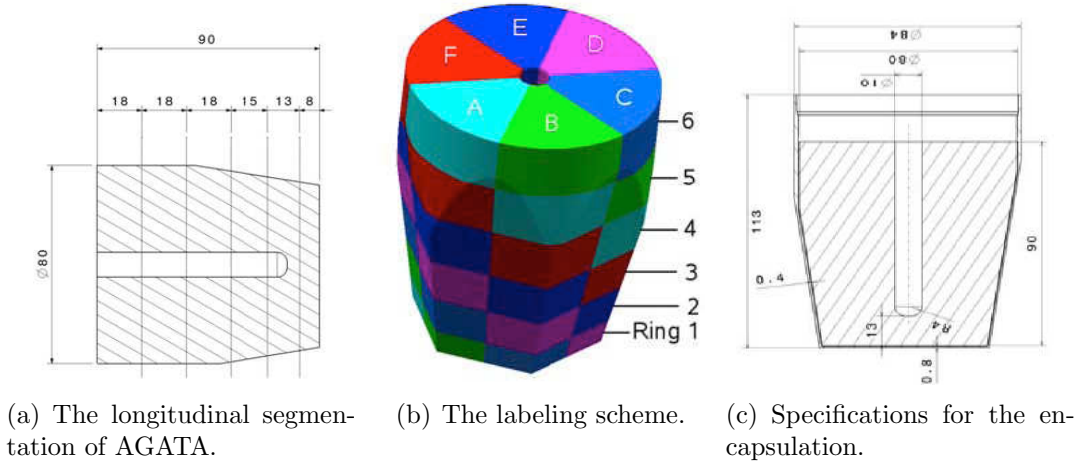 90
18 18 18 15 13 8
Ø80
E
F D
A C
B
6
5
4
3
2
Ring 1
Ø84
Ø80
Ø10
113
90
0.4
13
R4
0.8
(a) The longitudinal segmen-
tation of AGATA.
(b) The labeling scheme.
(c) Specifications for the en-
capsulation.